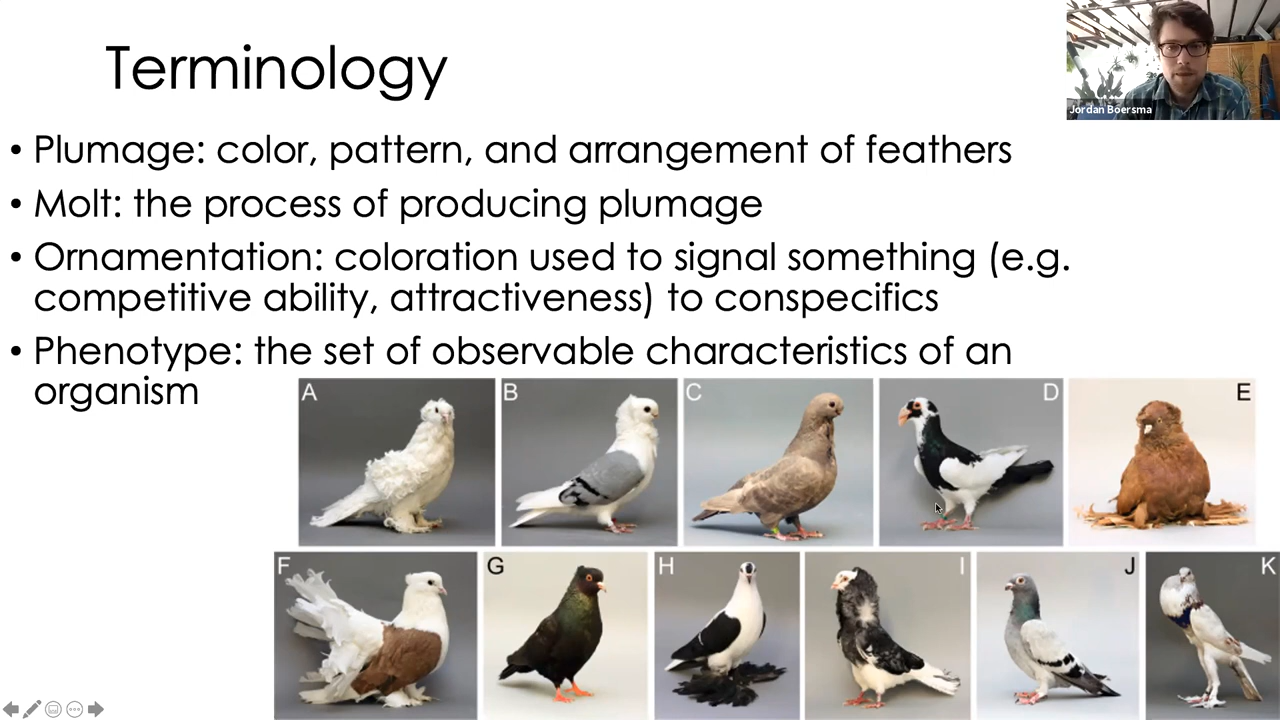 Terminology
Jordan Boersma
• Plumage: color, pattern, and arrangement of feathers
• Molt: the process of producing plumage
• Ornamentation: coloration used to signal something (e.g.
competitive ability, attractiveness) to conspecifics
• Phenotype: the set of observable characteristics of an
organism
A B C D E
F G H I J K